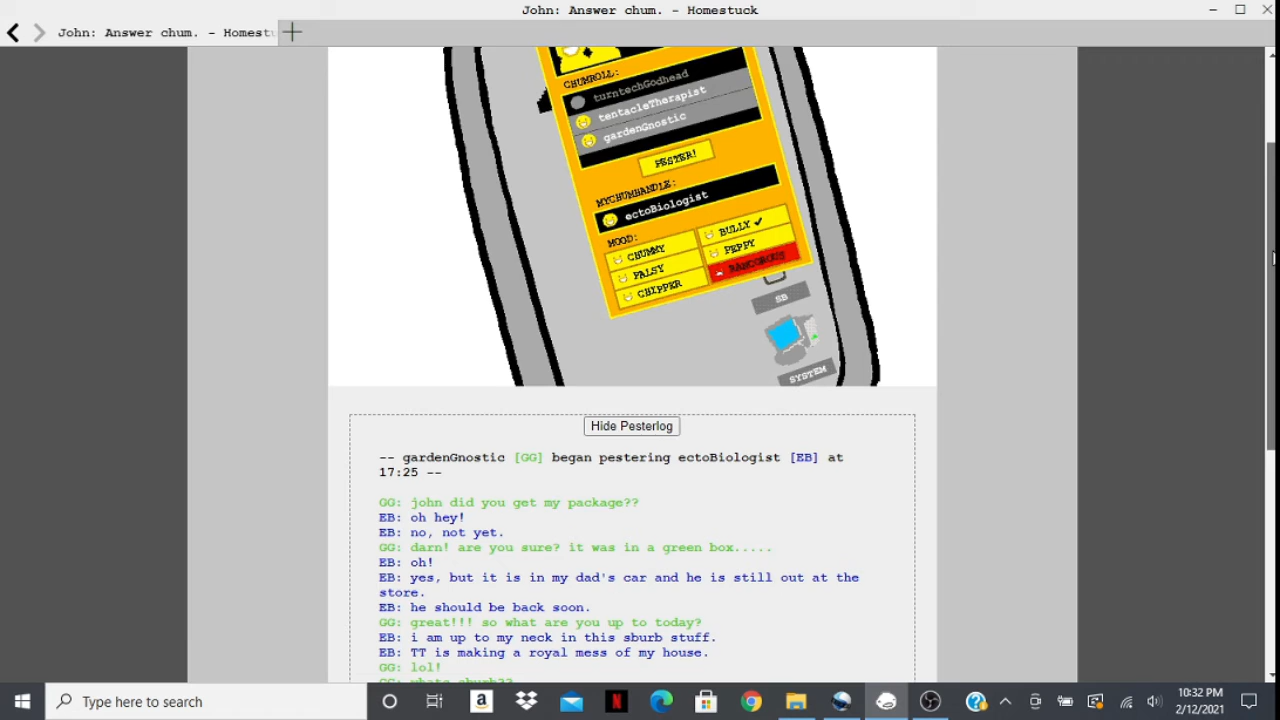 John: Answer chum. - Homestuck
John: Answer chum. - Homestu
CHUMROLL:
turntechGodhead
tentacleTherapist
gardenGnostic
PESTER!
MYCHUMHANDLE:
ectoBiologist
MOOD:
CHUMMY
BULLY ✓
PALSY
PEPPY
CHIPPER
RANCOROUS
SB
SYSTEM
Hide Pesterlog
-- gardenGnostic [GG] began pestering ectoBiologist [EB] at
17:25 --
GG: john did you get my package??
EB: oh hey!
EB: no, not yet.
GG: darn! are you sure? it was in a green box.....
EB: oh!
EB: yes, but it is in my dad's car and he is still out at the
store.
EB: he should be back soon.
GG: great!!! so what are you up to today?
EB: i am up to my neck in this sburb stuff.
EB: TT is making a royal mess of my house.
GG: lol!
GG: whats sburb??
Type here to search
10:32 PM
2/12/2021